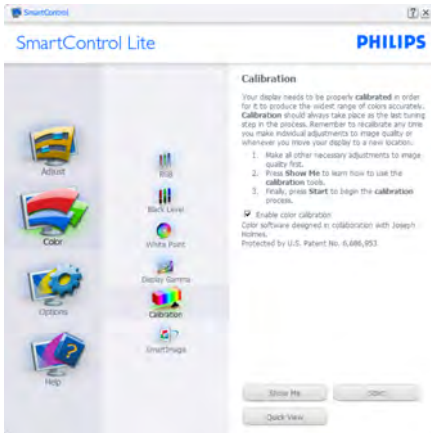 SmartControl
SmartControl Lite
PHILIPS
Adjust
Color
Options
Help
RGB
Black Level
White Point
Display Gamma
Calibration
SmartImage
Calibration
Your display needs to be properly calibrated in order
for it to produce the widest range of colors accurately.
Calibration should always take place as the last tuning
step in the process. Remember to recalibrate any time
you make individual adjustments to image quality or
whenever you move your display to a new location.
1. Make all other necessary adjustments to image
quality first.
2. Press Show Me to learn how to use the
calibration tools.
3. Finally, press Start to begin the calibration
process.
Enable color calibration
Color software designed in collaboration with Joseph
Holmes.
Protected by U.S. Patent No. 6,686,953
Show Me
Start
Quick View